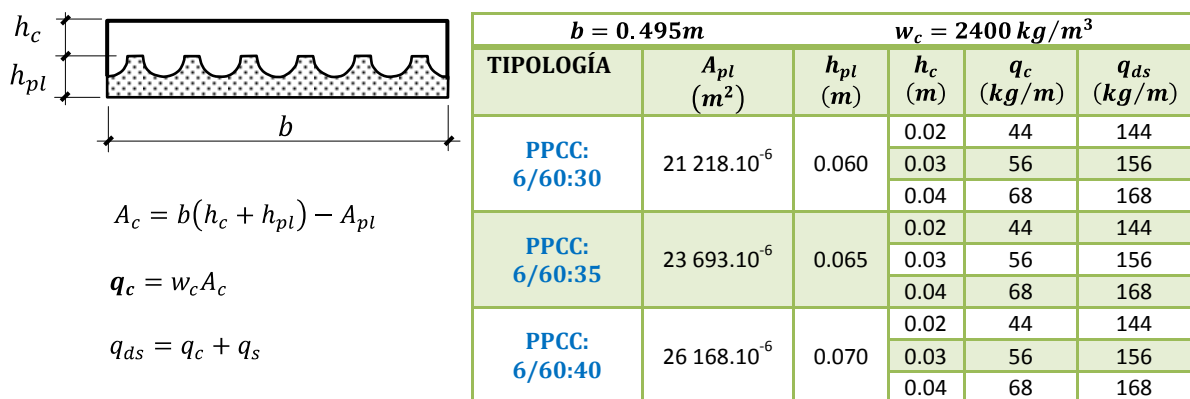 h_c
h_pl
b
A_c = b(h_c + h_pl) − A_pl
q_c = w_c A_c
q_ds = q_c + q_s
b = 0.495m w_c = 2400 kg/m³
TIPOLOGÍA A_pl (m²) h_pl (m) h_c (m) q_c (kg/m) q_ds (kg/m)
PPCC: 6/60:30 21 218.10⁻⁶ 0.060 0.02 44 144
0.03 56 156
0.04 68 168
PPCC: 6/60:35 23 693.10⁻⁶ 0.065 0.02 44 144
0.03 56 156
0.04 68 168
PPCC: 6/60:40 26 168.10⁻⁶ 0.070 0.02 44 144
0.03 56 156
0.04 68 168